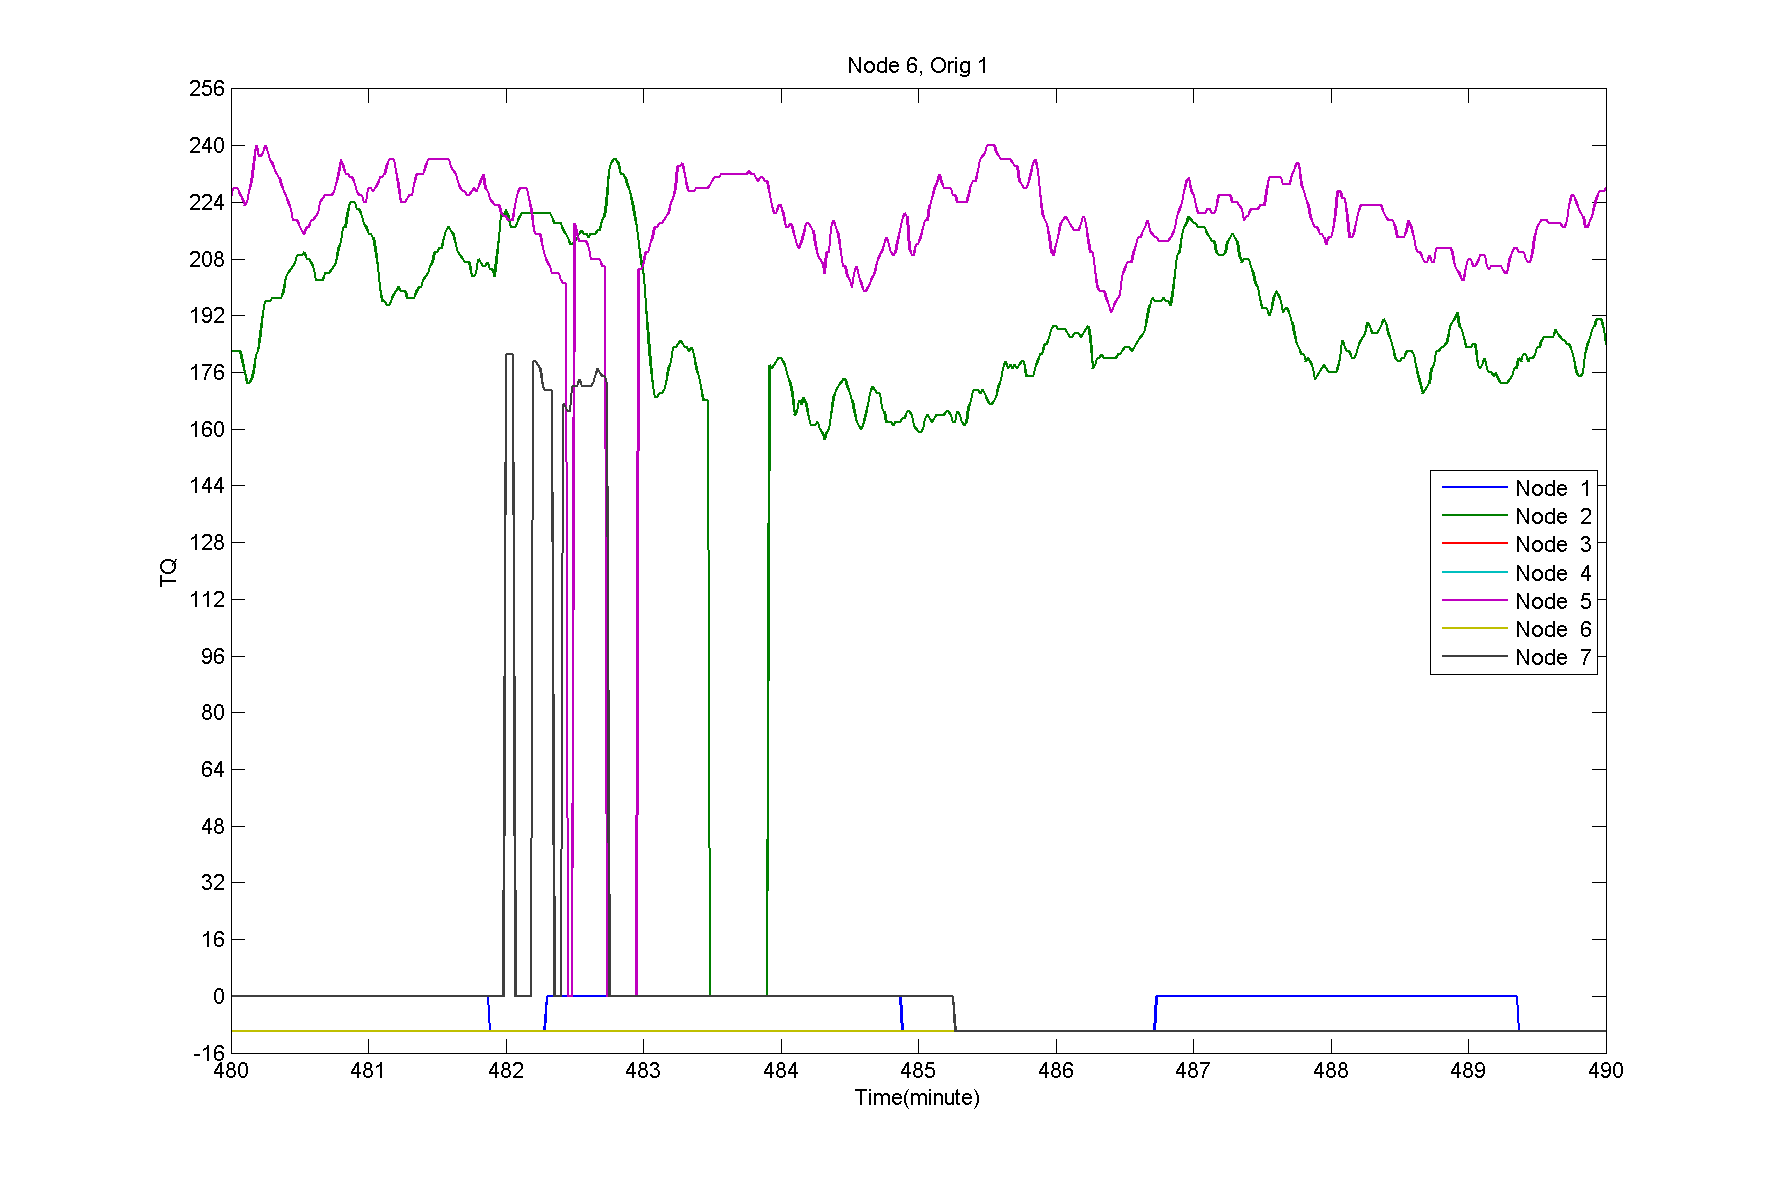 Node 6, Orig 1
256
240
224
208
192
176
160
144
128
112
96
80
64
48
32
16
0
-16
TQ
480 481 482 483 484 485 486 487 488 489 490
Time(minute)
Node 1
Node 2
Node 3
Node 4
Node 5
Node 6
Node 7